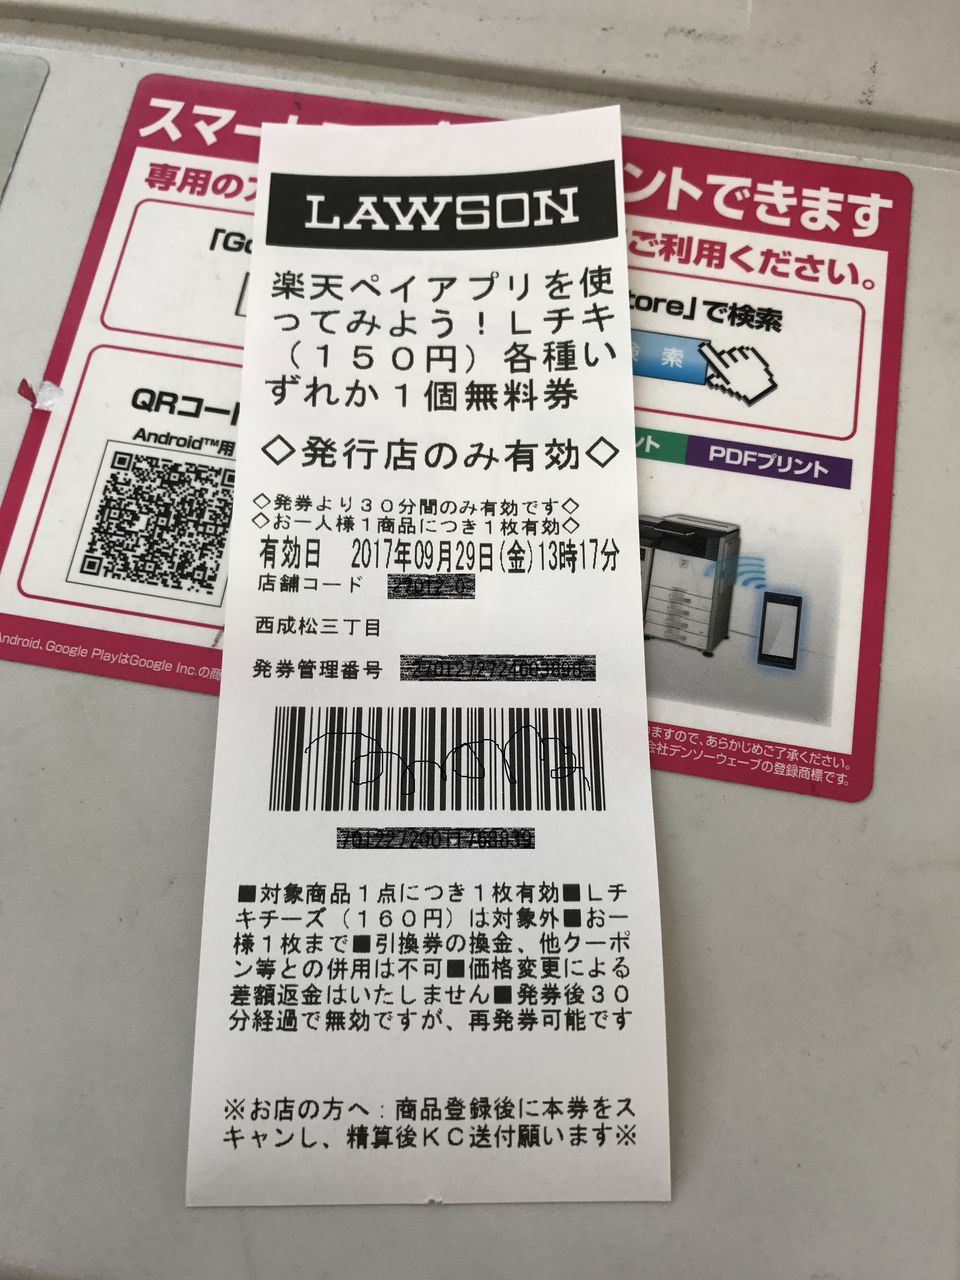 スマート
ントできます
専用の
ご利用ください。
「Go
tore」で検索
検索
QRコード
Android™用
ント
PDFプリント
LAWSON
楽天ペイアプリを使
ってみよう！Lチキ
（150円）各種い
ずれか1個無料券
◇発行店のみ有効◇
◇発券より30分間のみ有効です◇
◇お一人様1商品につき1枚有効◇
有効日 2017年09月29日(金)13時17分
店舗コード
西成松三丁目
発券管理番号
■対象商品1点につき1枚有効■Lチ
キチーズ（160円）は対象外■お一
様1枚まで■引換券の換金、他クーポ
ン等との併用は不可■価格変更による
差額返金はいたしません■発券後30
分経過で無効ですが、再発券可能です
※お店の方へ：商品登録後に本券をス
キャンし、精算後KC送付願います※
Android、Google PlayはGoogle Inc.の商
ますので、あらかじめご了承ください。
会社デンソーウェーブの登録商標です。